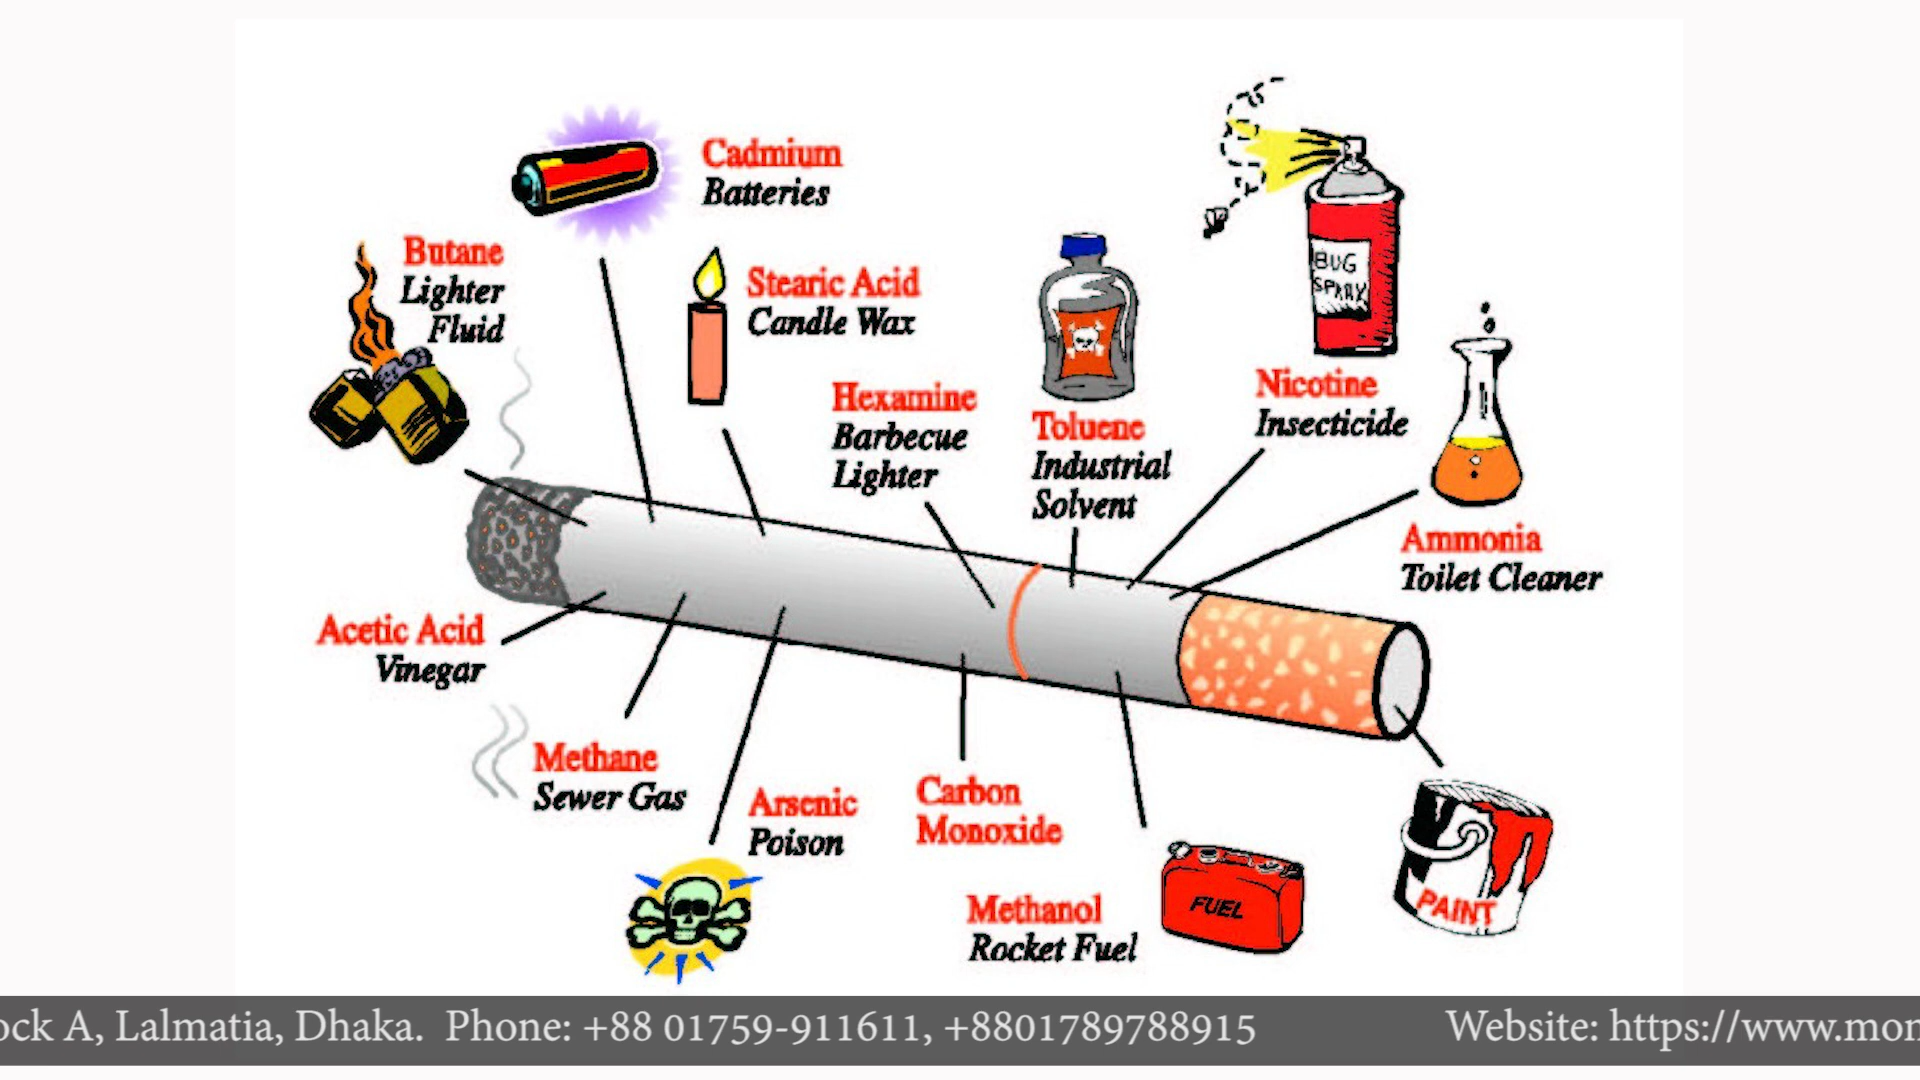 Cadmium
Batteries
Butane
Lighter
Fluid
Stearic Acid
Candle Wax
BUG
SPRAY
Hexamine
Barbecue
Lighter
Toluene
Industrial
Solvent
Nicotine
Insecticide
Ammonia
Toilet Cleaner
Acetic Acid
Vinegar
Methane
Sewer Gas
Arsenic
Poison
Carbon
Monoxide
Methanol
Rocket Fuel
FUEL
PAINT
ock A, Lalmatia, Dhaka. Phone: +88 01759-911611, +8801789788915 Website: https://www.mon